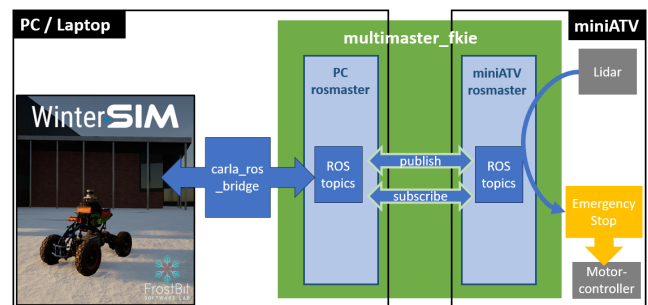 PC / Laptop
multimaster_fkie
miniATV
PC
rosmaster
miniATV
rosmaster
Lidar
WinterSIM
carla_ros
_bridge
ROS
topics
publish
subscribe
ROS
topics
Emergency
Stop
Motor-
controller
FrostBit
SOFTWARE LAB